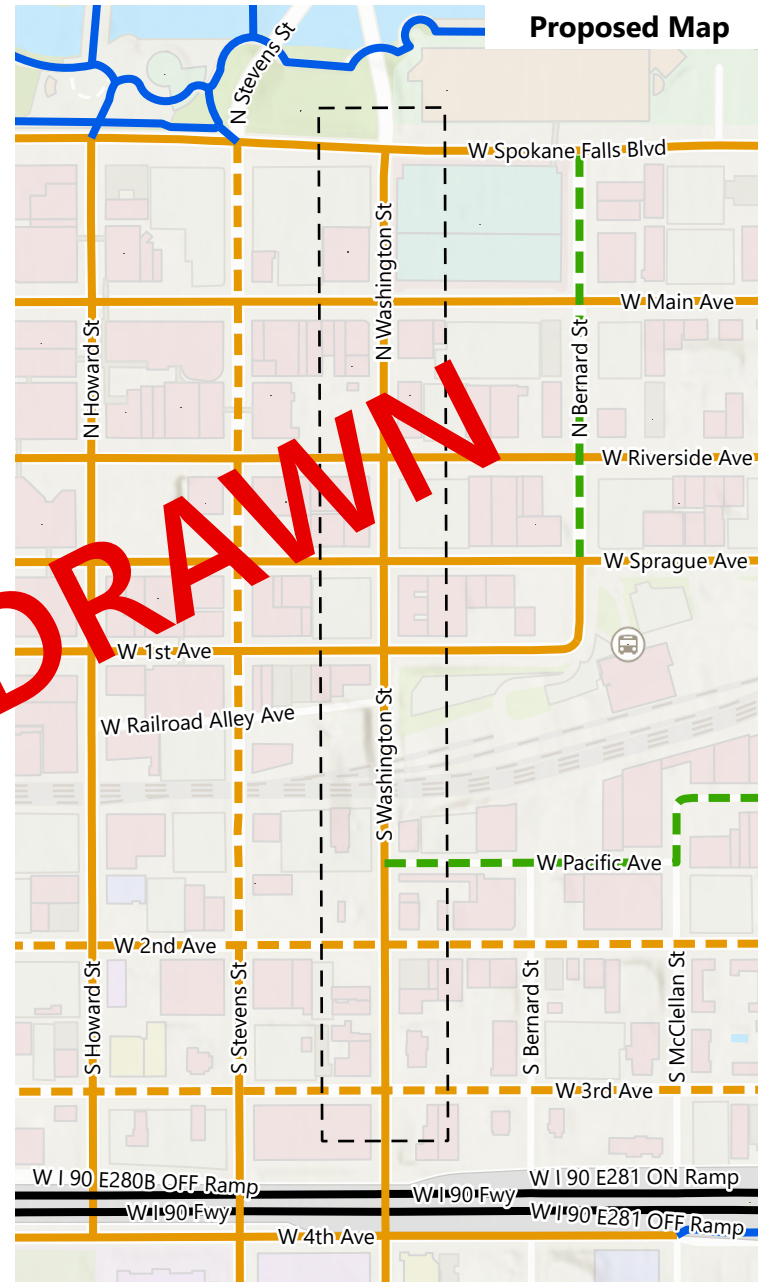 Proposed Map
N Stevens St
W Spokane Falls Blvd
N Washington St
W Main Ave
N Howard St
N Bernard St
W Riverside Ave
DRAWN
W Sprague Ave
W 1st Ave
W Railroad Alley Ave
S Washington St
W Pacific Ave
W 2nd Ave
S Howard St
S Stevens St
S Bernard St
S McClellan St
W 3rd Ave
W I 90 E280B OFF Ramp
W I 90 E281 ON Ramp
W I 90 Fwy
W I 90 Fwy
W I 90 E281 OFF Ramp
W 4th Ave